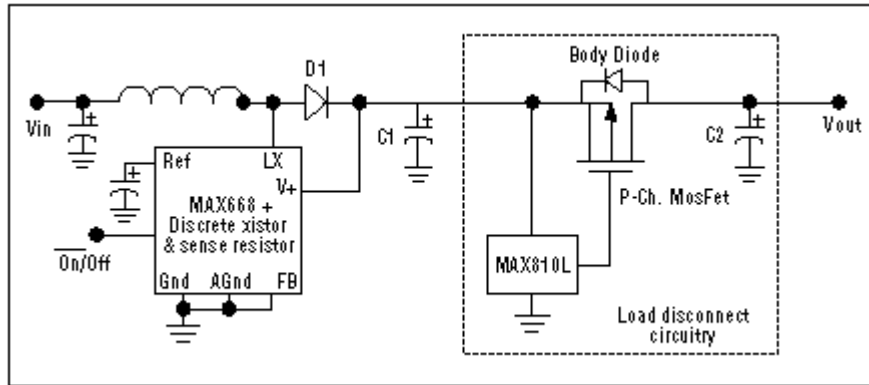 Body Diode
D1
+
+
C1
+
C2
Vin
Vout
Ref
LX
+
V+
P-Ch. MosFet
MAX668 +
Discrete xistor
& sense resistor
On/Off
MAX810L
Gnd AGnd FB
Load disconnect
circuitry